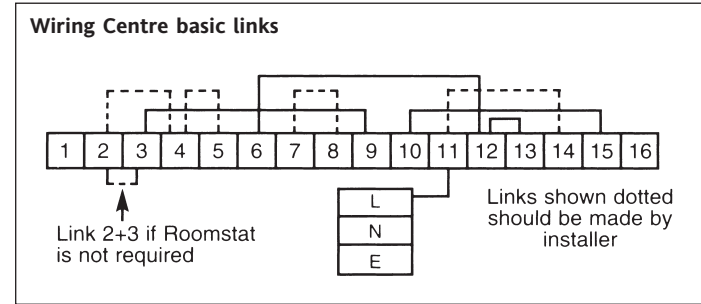 Wiring Centre basic links
1 2 3 4 5 6 7 8 9 10 11 12 13 14 15 16
L
N
E
Link 2+3 if Roomstat
is not required
Links shown dotted
should be made by
installer